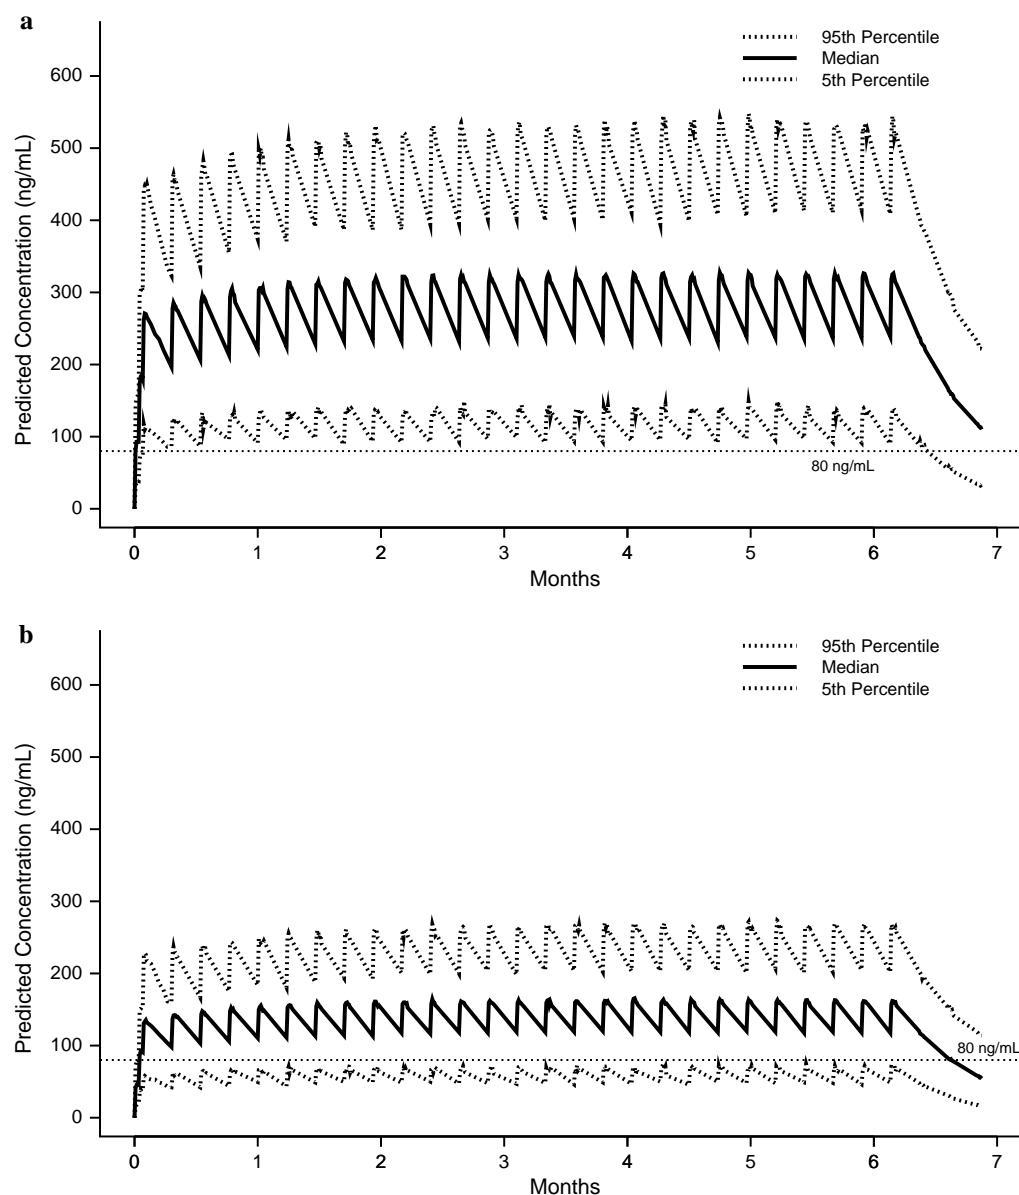 a
95th Percentile
Median
5th Percentile
600
500
400
300
200
100
0
Predicted Concentration (ng/mL)
80 ng/mL
0 1 2 3 4 5 6 7
Months
b
95th Percentile
Median
5th Percentile
600
500
400
300
200
100
0
Predicted Concentration (ng/mL)
80 ng/mL
0 1 2 3 4 5 6 7
Months